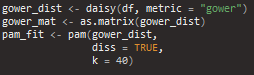 gower_dist <- daisy(df, metric = "gower")
gower_mat <- as.matrix(gower_dist)
pam_fit <- pam(gower_dist,
diss = TRUE,
k = 40)